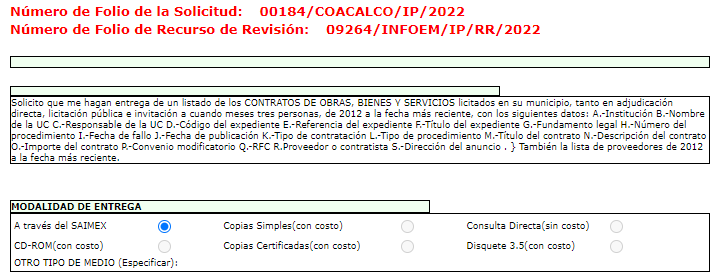 Número de Folio de la Solicitud: 00184/COACALCO/IP/2022
Número de Folio de Recurso de Revisión: 09264/INFOEM/IP/RR/2022
Solicito que me hagan entrega de un listado de los CONTRATOS DE OBRAS, BIENES Y SERVICIOS licitados en su municipio, tanto en adjudicación
directa, licitación pública e invitación a cuando meses tres personas, de 2012 a la fecha más reciente, con los siguientes datos: A.-Institución B.-Nombre
de la UC C.-Responsable de la UC D.-Código del expediente E.-Referencia del expediente F.-Título del expediente G.-Fundamento legal H.-Número del
procedimiento I.-Fecha de fallo J.-Fecha de publicación K.-Tipo de contratación L.-Tipo de procedimiento M.-Título del contrato N.-Descripción del contrato
O.-Importe del contrato P.-Convenio modificatorio Q.-RFC R.Proveedor o contratista S.-Dirección del anuncio . } También la lista de proveedores de 2012
a la fecha más reciente.
MODALIDAD DE ENTREGA
A través del SAIMEX Copias Simples(con costo) Consulta Directa(sin costo)
CD-ROM(con costo) Copias Certificadas(con costo) Disquete 3.5(con costo)
OTRO TIPO DE MEDIO (Especificar):